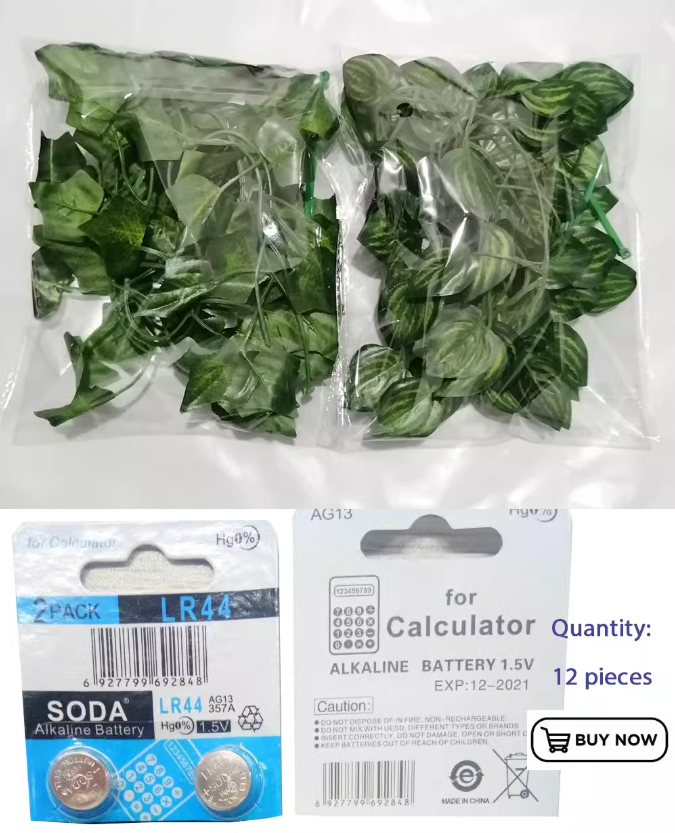 for Calculator
Hg0%
2PACK
LR44
6 927799 692848
SODA®
Alkaline Battery
LR44
AG13
357A
Hg0%
1.5V
AG13
Hg0%
123456789
for
Calculator
ALKALINE BATTERY 1.5V
EXP:12-2021
Caution:
DO NOT DISPOSE OF IN FIRE, NON-RECHARGEABLE
DO NOT MIX WITH UESD, DIFFERENT TYPES OR BRANDS
INSERT CORRECTLY, DO NOT DAMAGE, OPEN OR SHORT C
KEEP BATTERIES OUT OF REACH OF CHILDREN.
6 927799 692848
MADE IN CHINA
Quantity:
12 pieces
BUY NOW